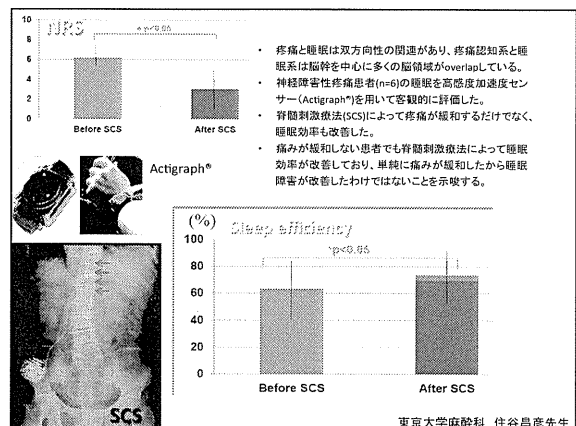 NRS
10
8
6
4
2
0
* p<0.05
Before SCS
After SCS
・ 疼痛と睡眠は双方向性の関連があり、疼痛認知系と睡
眠系は脳幹を中心に多くの脳領域がoverlapしている。
・ 神経障害性疼痛患者(n=6)の睡眠を高感度加速度セン
サー(Actigraph®)を用いて客観的に評価した。
・ 脊髄刺激療法(SCS)によって疼痛が緩和するだけでなく、
睡眠効率も改善した。
・ 痛みが緩和しない患者でも脊髄刺激療法によって睡眠
効率が改善しており、単純に痛みが緩和したから睡眠
障害が改善したわけではないことを示唆する。
Actigraph®
SCS
(%)
Sleep efficiency
100
80
60
40
20
0
*p<0.05
Before SCS
After SCS
東京大学麻酔科 住谷昌彦先生